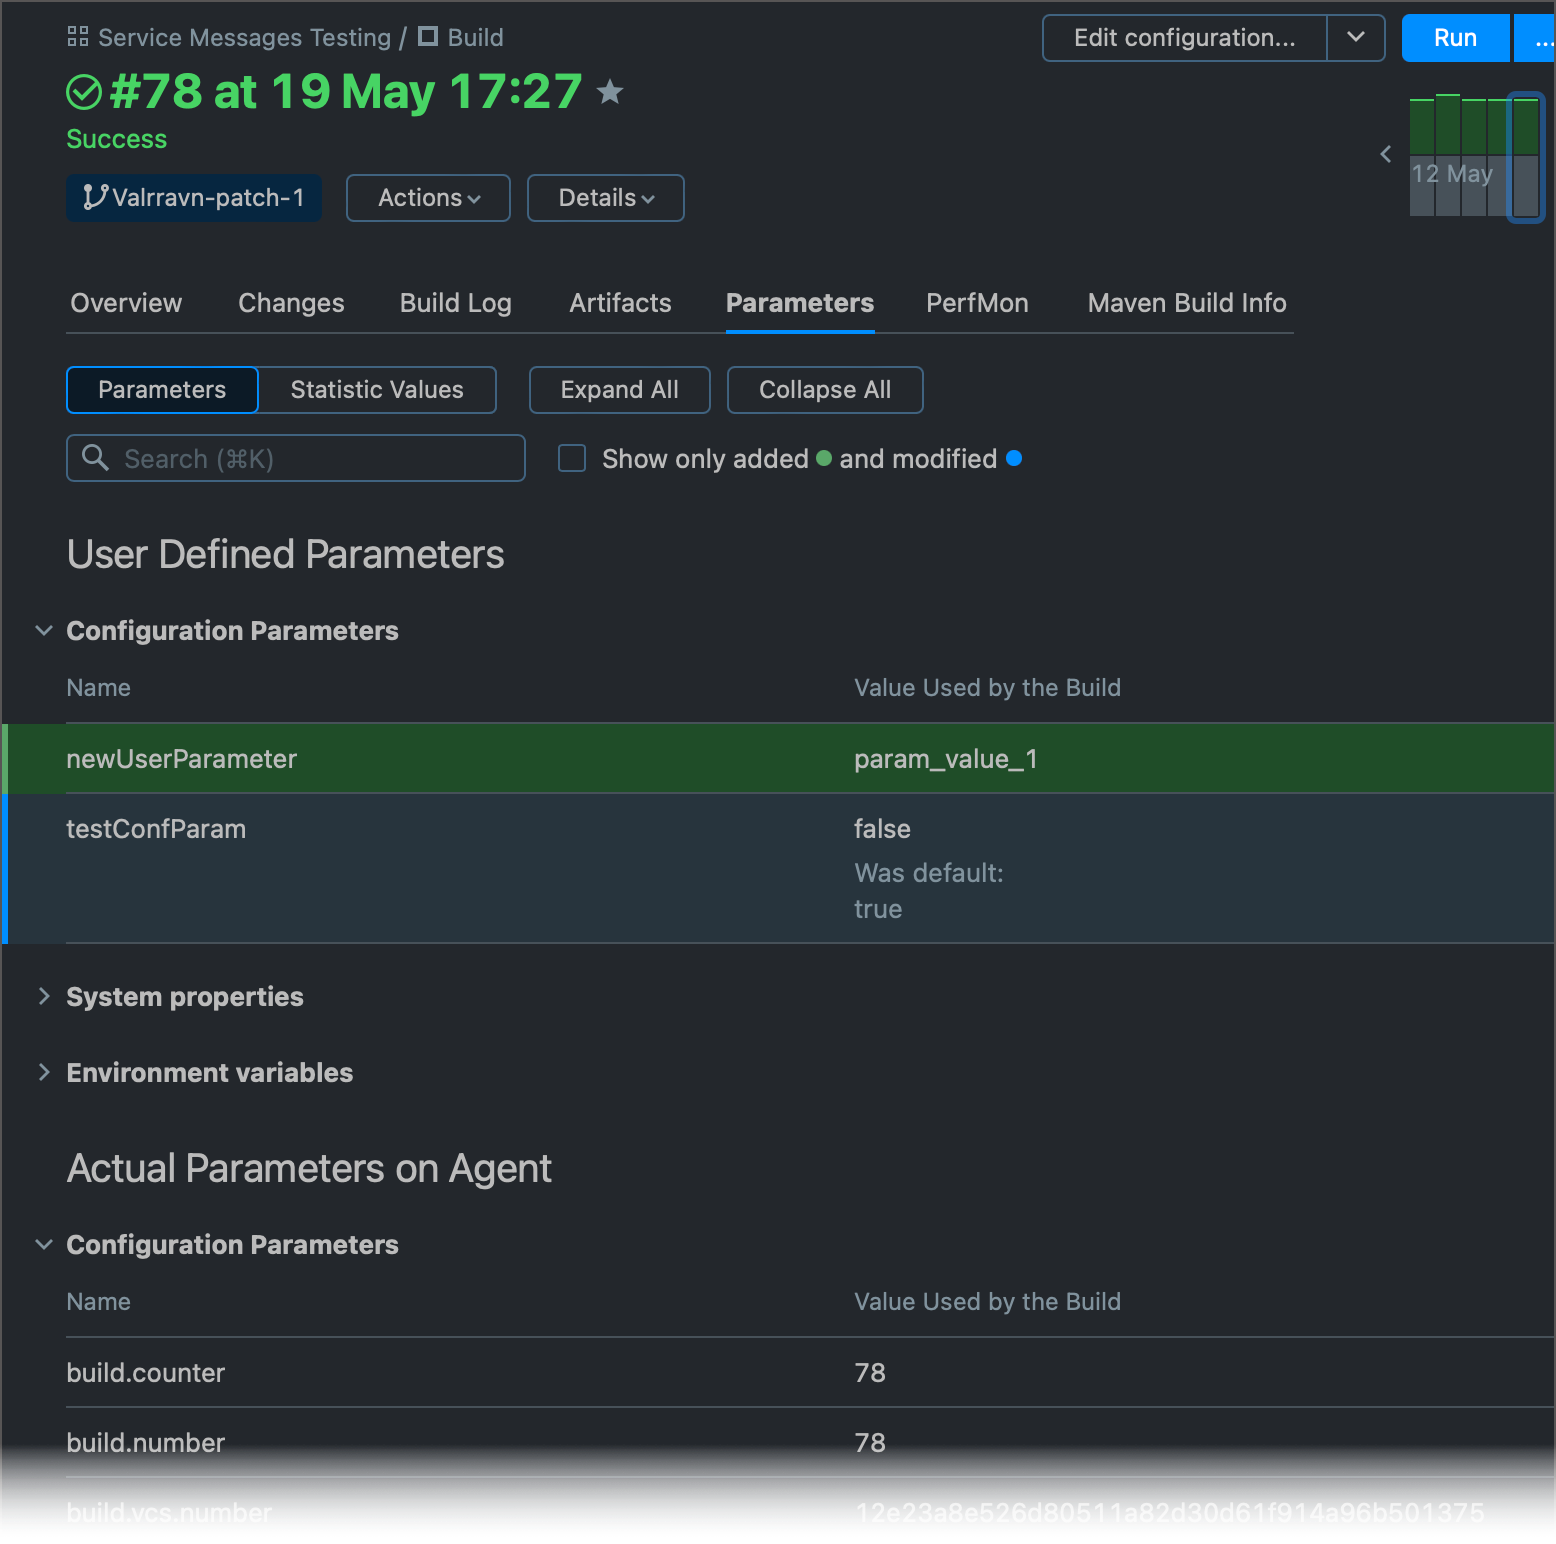 Service Messages Testing / Build
Edit configuration...
Run
...
#78 at 19 May 17:27
Success
12 May
Valrravn-patch-1
Actions
Details
Overview
Changes
Build Log
Artifacts
Parameters
PerfMon
Maven Build Info
Parameters
Statistic Values
Expand All
Collapse All
Search (⌘K)
Show only added and modified
User Defined Parameters
Configuration Parameters
Name
Value Used by the Build
newUserParameter
param_value_1
testConfParam
false
Was default:
true
System properties
Environment variables
Actual Parameters on Agent
Configuration Parameters
Name
Value Used by the Build
build.counter
78
build.number
78
build.vcs.number
12e23a8e526d80511a82d30d61f914a96b501375